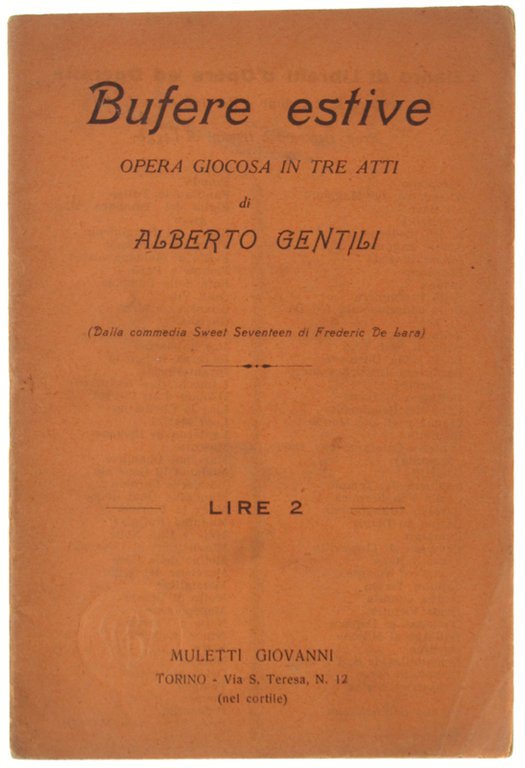 Bufere estive
OPERA GIOCOSA IN TRE ATTI
di
ALBERTO GENTILI
(Dalla commedia Sweet Seventeen di Frederic De Lara)
LIRE 2
MULETTI GIOVANNI
TORINO - Via S. Teresa, N. 12
(nel cortile)